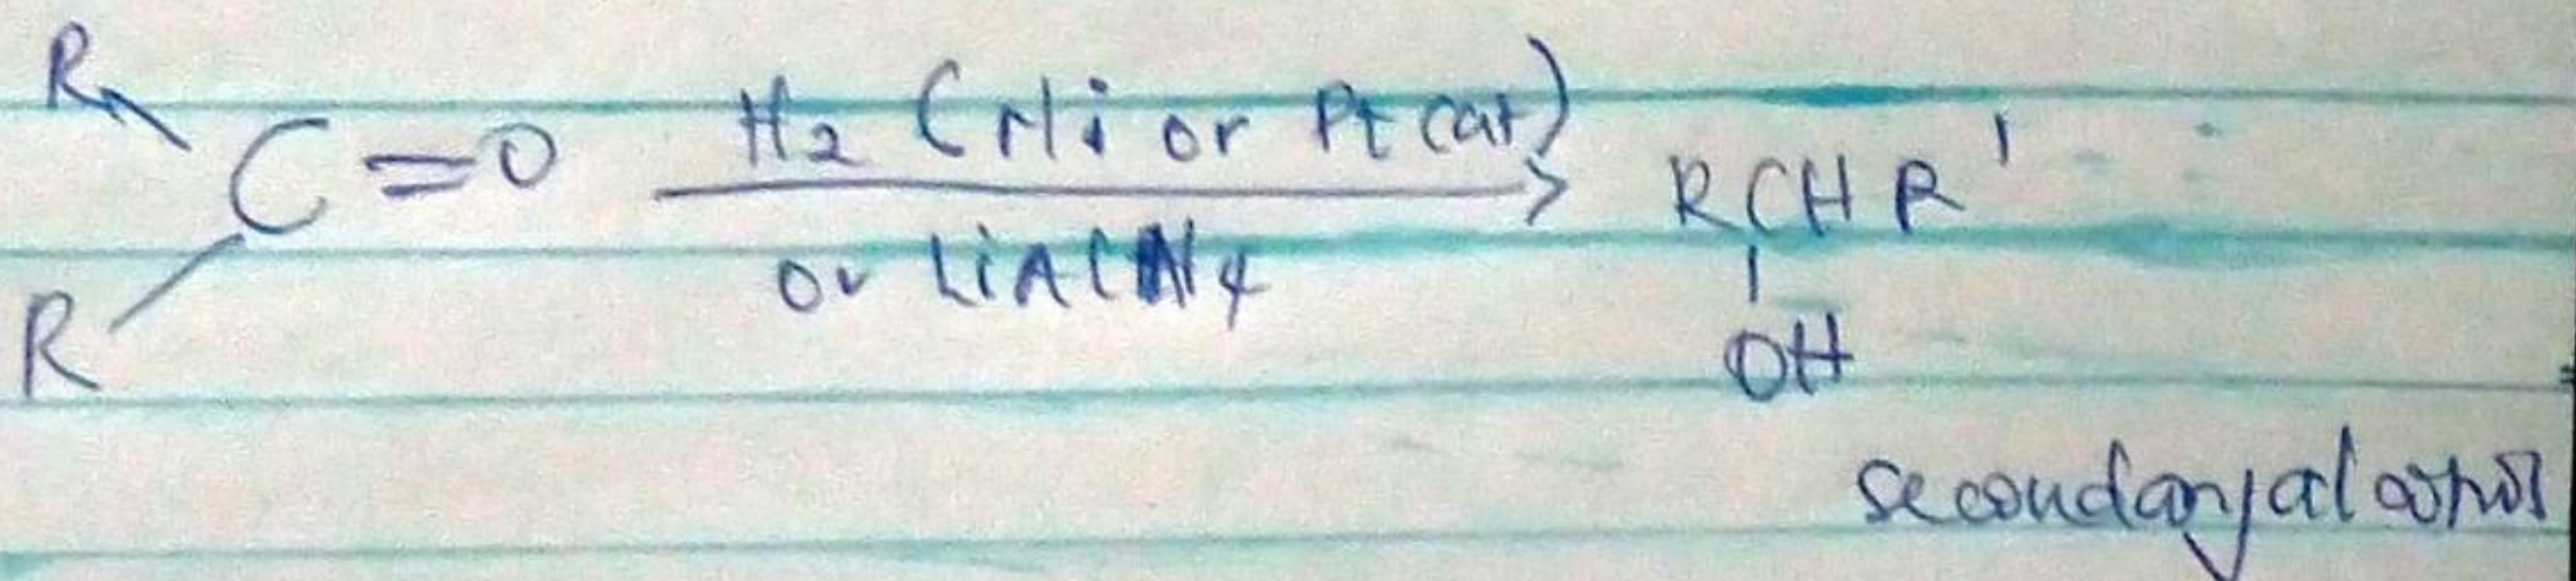 R
C=O H2 (Ni or Pt cat) RCHR'
or LiAlH4
R OH
secondary alcohol